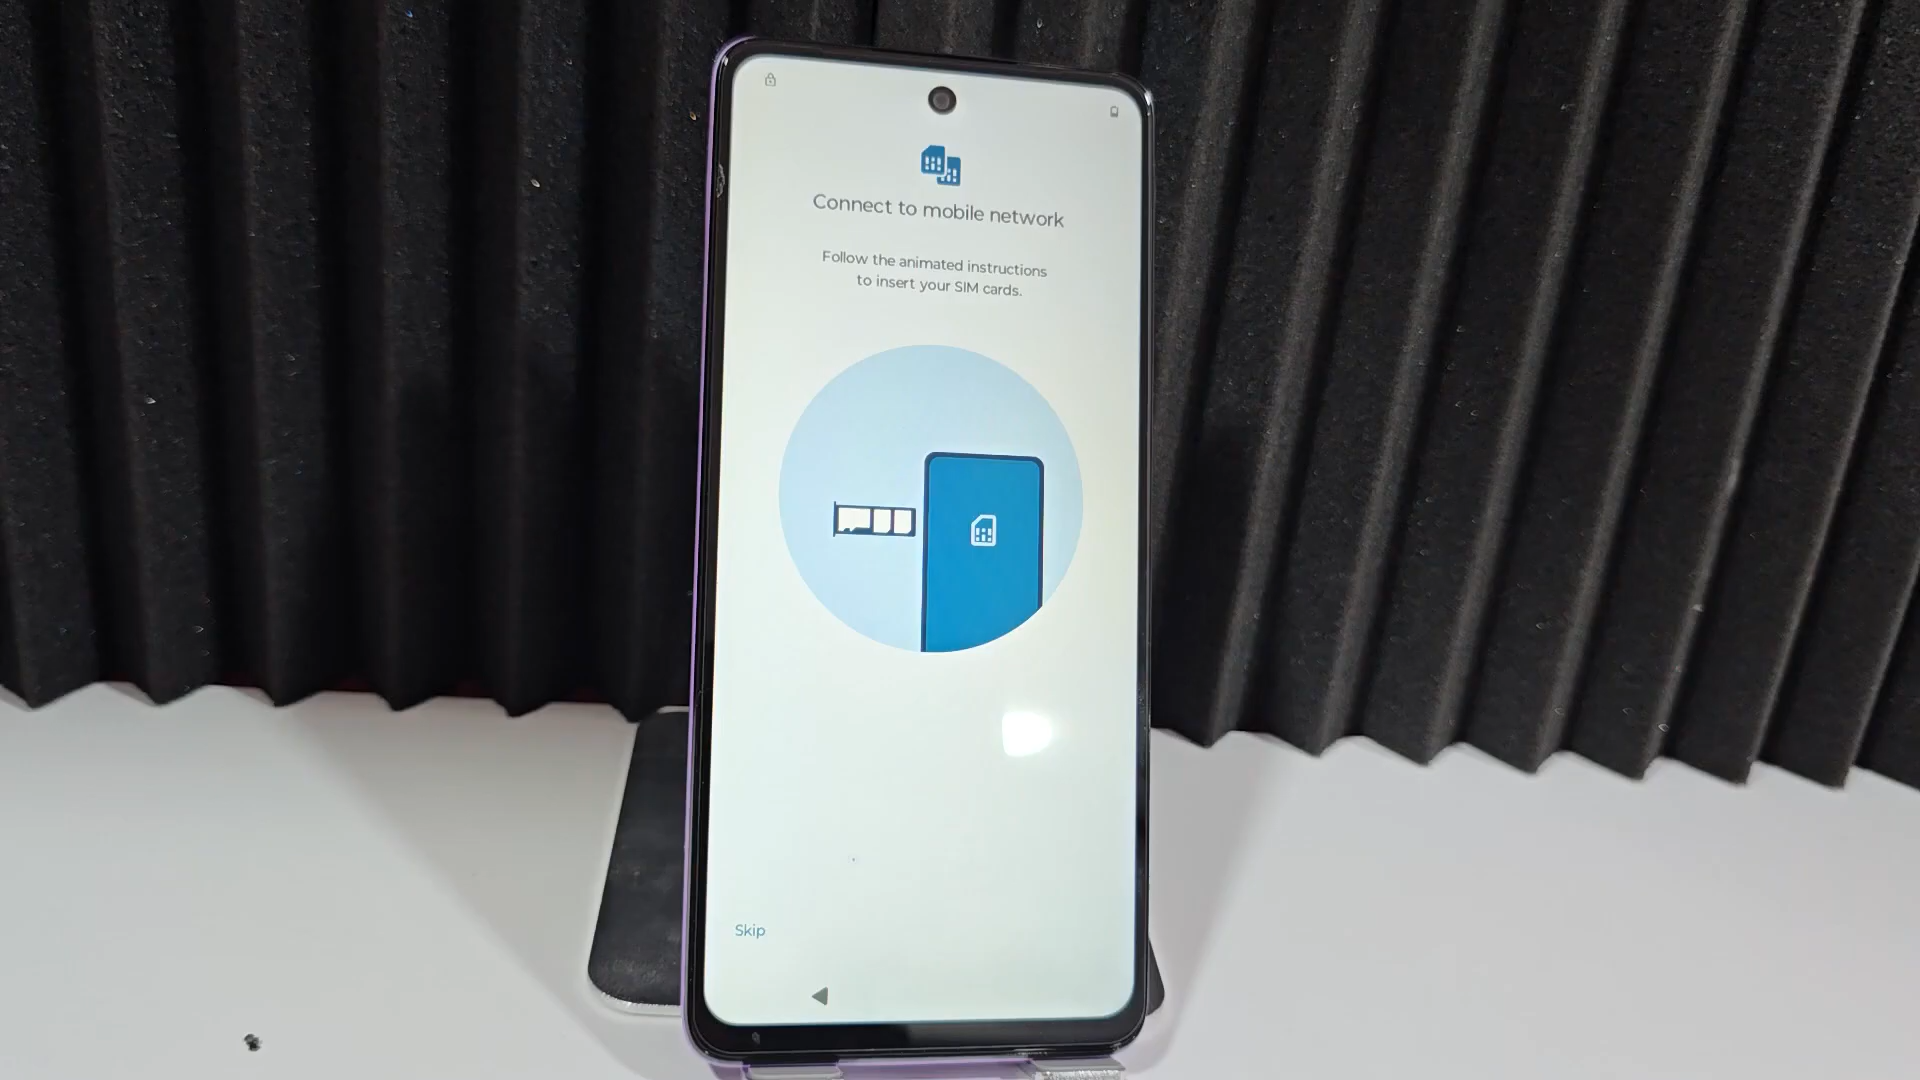 Connect to mobile network
Follow the animated instructions
to insert your SIM cards.
Skip